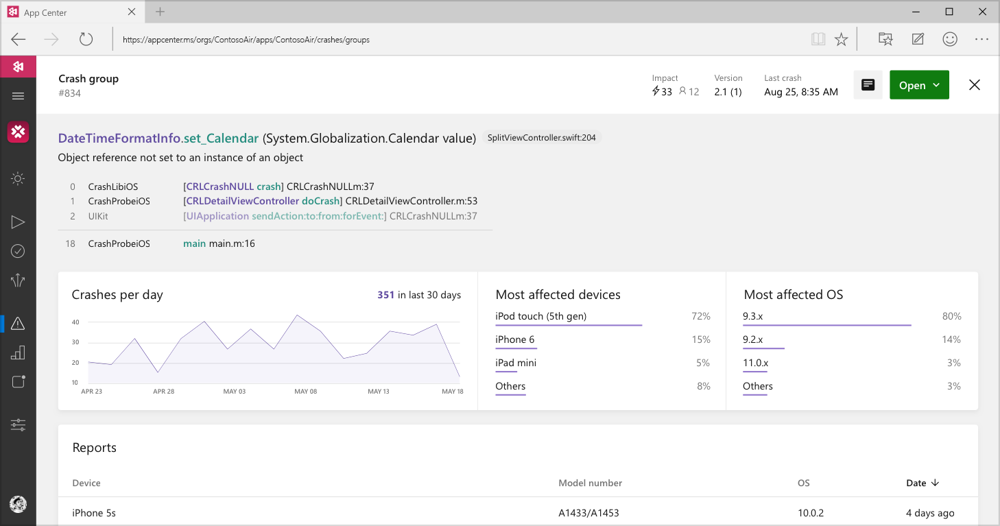 App Center
https://appcenter.ms/orgs/ContosoAir/apps/ContosoAir/crashes/groups
Crash group
#834
Impact
33 12
Version
2.1 (1)
Last crash
Aug 25, 8:35 AM
Open
DateTimeFormatInfo.set_Calendar (System.Globalization.Calendar value) SplitViewController.swift:204
Object reference not set to an instance of an object
0 CrashLibiOS [CRLCrashNULL crash] CRLCrashNULLm:37
1 CrashProbeiOS [CRLDetailViewController doCrash] CRLDetailViewController.m:53
2 UIKit [UIApplication sendAction:to:from:forEvent:] CRLCrashNULLm:37
18 CrashProbeiOS main main.m:16
Crashes per day 351 in last 30 days
40
30
20
10
APR 23 APR 28 MAY 03 MAY 08 MAY 13 MAY 18
Most affected devices
iPod touch (5th gen) 72%
iPhone 6 15%
iPad mini 5%
Others 8%
Most affected OS
9.3.x 80%
9.2.x 14%
11.0.x 3%
Others 3%
Reports
Device Model number OS Date
iPhone 5s A1433/A1453 10.0.2 4 days ago